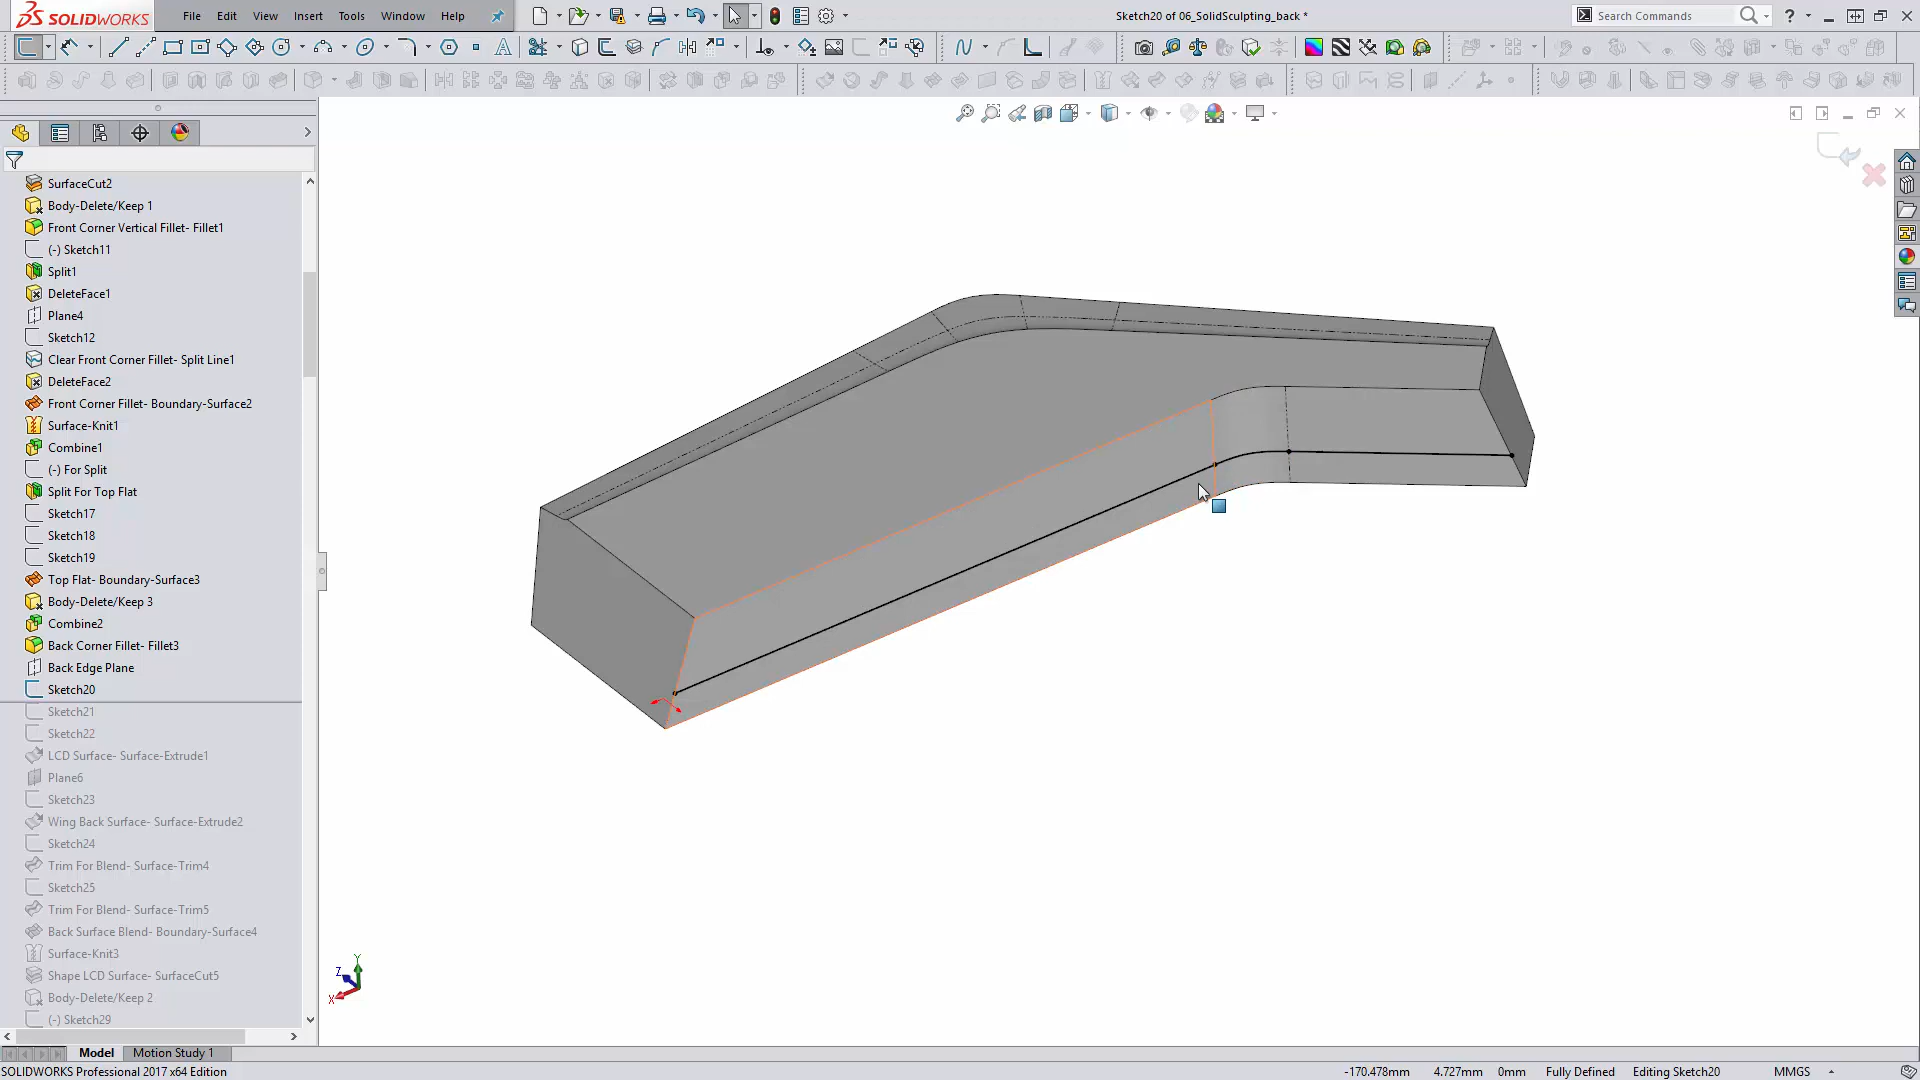 SOLIDWORKS
File
Edit
View
Insert
Tools
Window
Help
Sketch20 of 06_SolidSculpting_back *
Search Commands
SurfaceCut2
Body-Delete/Keep 1
Front Corner Vertical Fillet- Fillet1
(-) Sketch11
Split1
DeleteFace1
Plane4
Sketch12
Clear Front Corner Fillet- Split Line1
DeleteFace2
Front Corner Fillet- Boundary-Surface2
Surface-Knit1
Combine1
(-) For Split
Split For Top Flat
Sketch17
Sketch18
Sketch19
Top Flat- Boundary-Surface3
Body-Delete/Keep 3
Combine2
Back Corner Fillet- Fillet3
Back Edge Plane
Sketch20
Sketch21
Sketch22
LCD Surface- Surface-Extrude1
Plane6
Sketch23
Wing Back Surface- Surface-Extrude2
Sketch24
Trim For Blend- Surface-Trim4
Sketch25
Trim For Blend- Surface-Trim5
Back Surface Blend- Boundary-Surface4
Surface-Knit3
Shape LCD Surface- SurfaceCut5
Body-Delete/Keep 2
(-) Sketch29
Y
Z
X
Model
Motion Study 1
SOLIDWORKS Professional 2017 x64 Edition
-170.478mm
4.727mm
0mm
Fully Defined
Editing Sketch20
MMGS